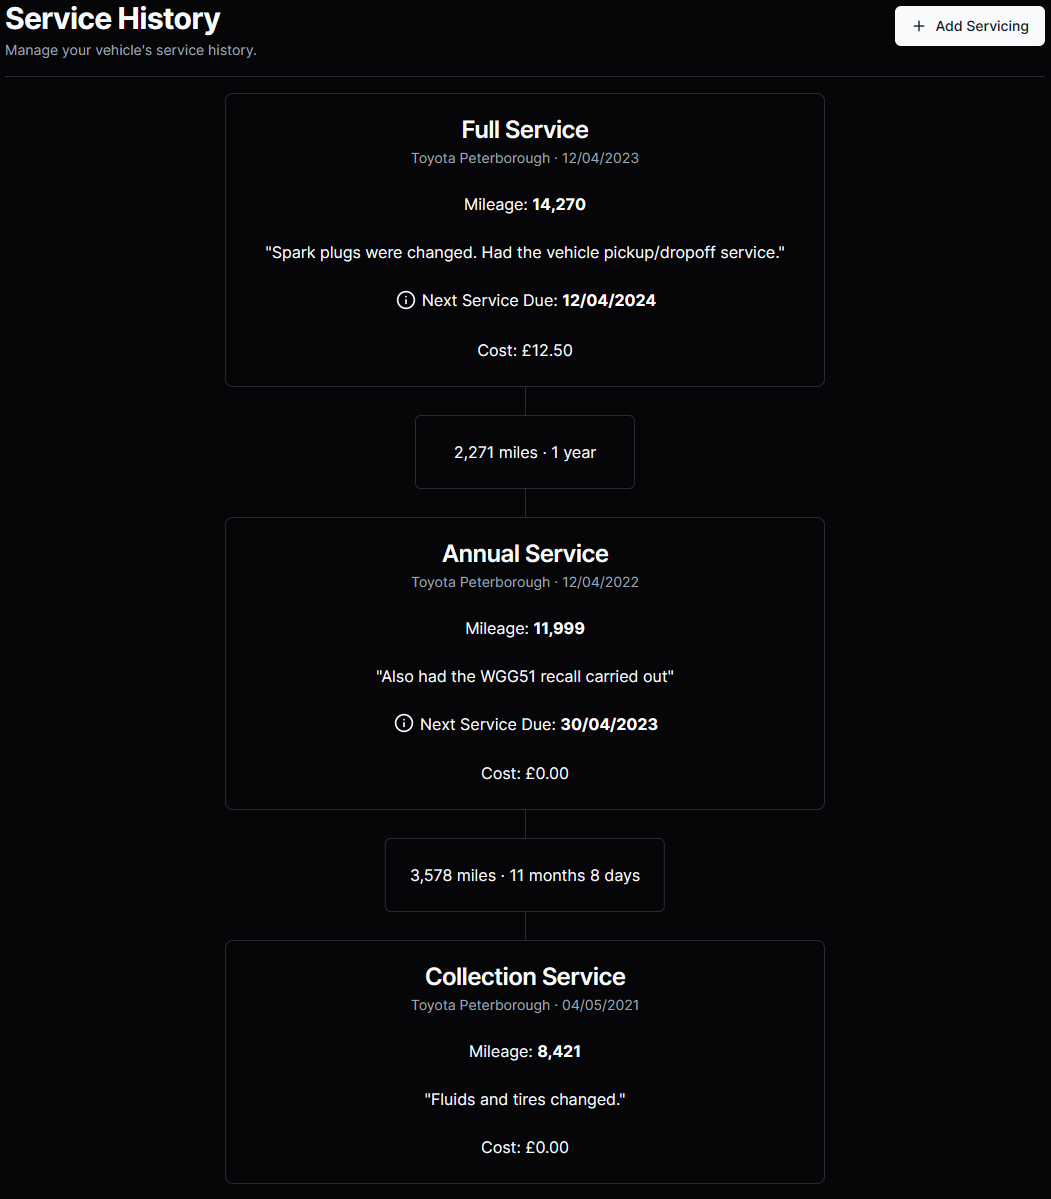 Service History
Manage your vehicle's service history.
+ Add Servicing
Full Service
Toyota Peterborough · 12/04/2023
Mileage: 14,270
"Spark plugs were changed. Had the vehicle pickup/dropoff service."
Next Service Due: 12/04/2024
Cost: £12.50
2,271 miles · 1 year
Annual Service
Toyota Peterborough · 12/04/2022
Mileage: 11,999
"Also had the WGG51 recall carried out"
Next Service Due: 30/04/2023
Cost: £0.00
3,578 miles · 11 months 8 days
Collection Service
Toyota Peterborough · 04/05/2021
Mileage: 8,421
"Fluids and tires changed."
Cost: £0.00